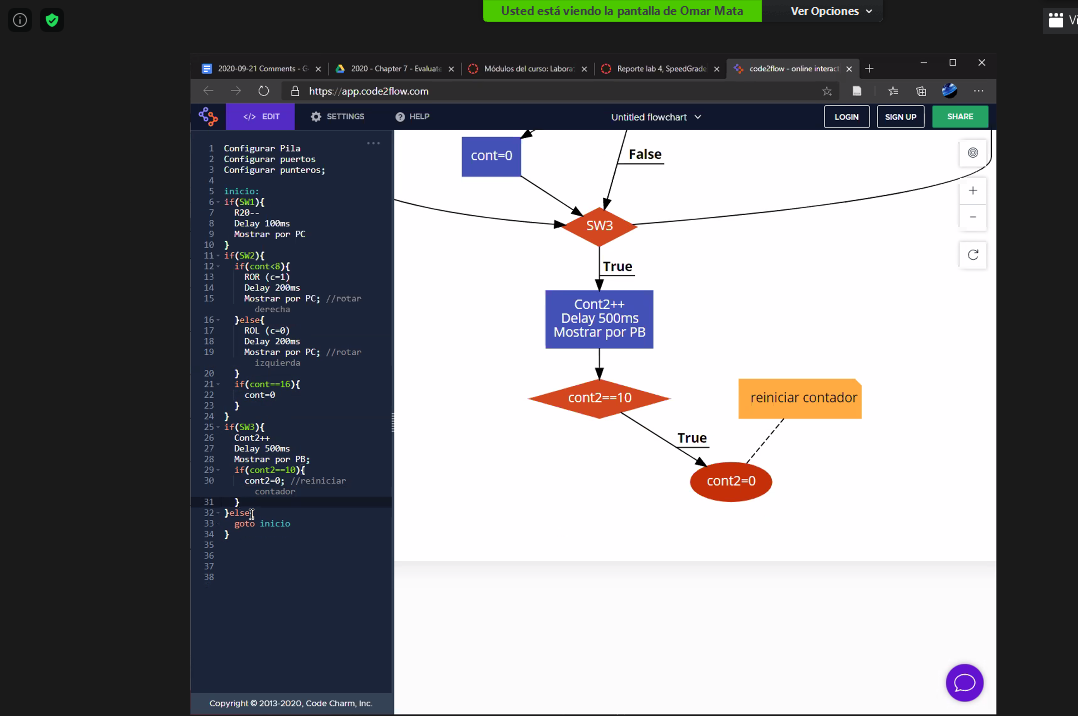 Usted está viendo la pantalla de Omar Mata
Ver Opciones
Vi
2020-09-21 Comments - G
2020 - Chapter 7 - Evaluate
Módulos del curso: Labora
Reporte lab 4, SpeedGrade
code2flow - online interact
https://app.code2flow.com
</> EDIT
SETTINGS
HELP
Untitled flowchart
LOGIN
SIGN UP
SHARE
1 Configurar Pila
2 Configurar puertos
3 Configurar punteros;
4
5 inicio:
6 if(SW1){
7 R20--
8 Delay 100ms
9 Mostrar por PC
10 }
11 if(SW2){
12 if(cont<8){
13 ROR (c=1)
14 Delay 200ms
15 Mostrar por PC; //rotar
derecha
16 }else{
17 ROL (c=0)
18 Delay 200ms
19 Mostrar por PC; //rotar
izquierda
20 }
21 if(cont==16){
22 cont=0
23 }
24 }
25 if(SW3){
26 Cont2++
27 Delay 500ms
28 Mostrar por PB;
29 if(cont2==10){
30 cont2=0; //reiniciar
contador
31 }
32 }else{
33 goto inicio
34 }
35
36
37
38
Copyright © 2013-2020, Code Charm, Inc.
cont=0
False
SW3
True
Cont2++
Delay 500ms
Mostrar por PB
cont2==10
reiniciar contador
True
cont2=0